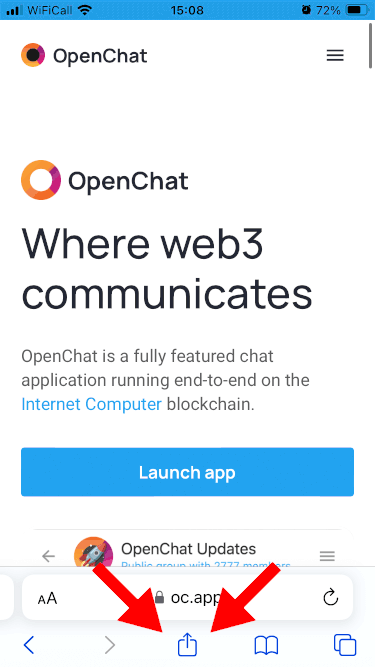 WiFiCall
15:08
72%
OpenChat
OpenChat
Where web3
communicates
OpenChat is a fully featured chat
application running end-to-end on the
Internet Computer blockchain.
Launch app
OpenChat Updates
Public group with 2777 members
AA
oc.app